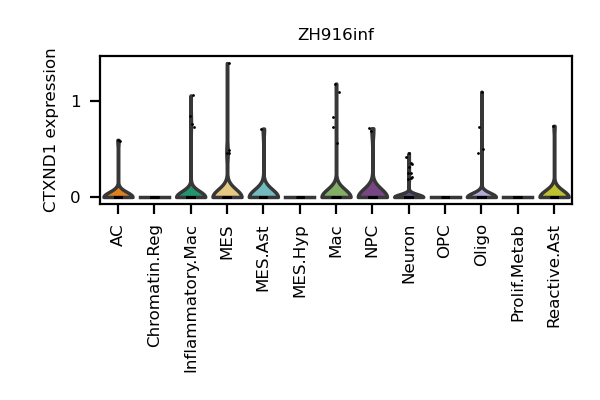 ZH916inf
CTXND1 expression
1
0
AC
Chromatin.Reg
Inflammatory.Mac
MES
MES.Ast
MES.Hyp
Mac
NPC
Neuron
OPC
Oligo
Prolif.Metab
Reactive.Ast